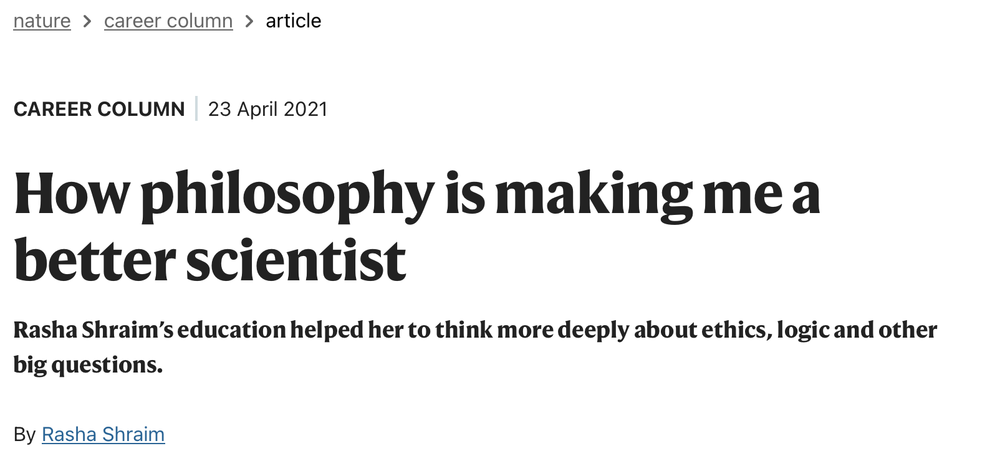 nature > career column > article
CAREER COLUMN | 23 April 2021
How philosophy is making me a
better scientist
Rasha Shraim’s education helped her to think more deeply about ethics, logic and other
big questions.
By Rasha Shraim